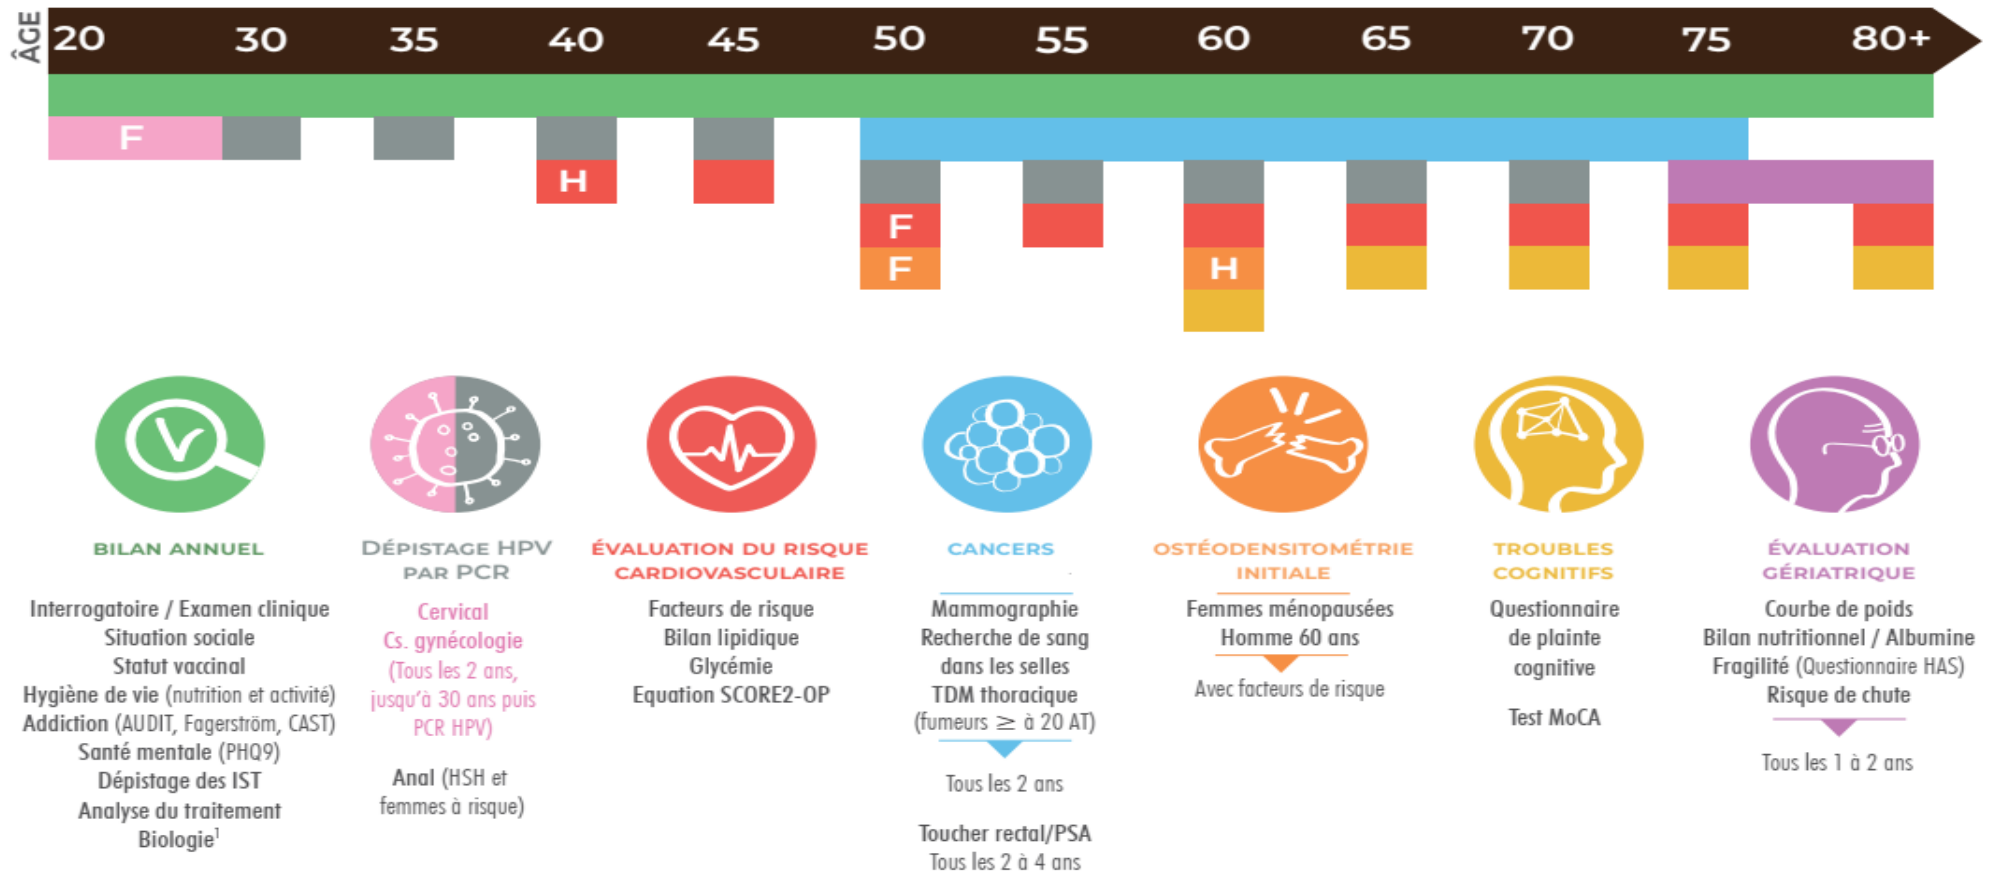 ÂGE
20 30 35 40 45 50 55 60 65 70 75 80+
F
H
F
F H
BILAN ANNUEL
Interrogatoire / Examen clinique
Situation sociale
Statut vaccinal
Hygiène de vie (nutrition et activité)
Addiction (AUDIT, Fagerström, CAST)
Santé mentale (PHQ9)
Dépistage des IST
Analyse du traitement
Biologie¹
DÉPISTAGE HPV
PAR PCR
Cervical
Cs. gynécologie
(Tous les 2 ans,
jusqu'à 30 ans puis
PCR HPV)
Anal (HSH et
femmes à risque)
ÉVALUATION DU RISQUE
CARDIOVASCULAIRE
Facteurs de risque
Bilan lipidique
Glycémie
Equation SCORE2-OP
CANCERS
Mammographie
Recherche de sang
dans les selles
TDM thoracique
(fumeurs ≥ à 20 AT)
Tous les 2 ans
Toucher rectal/PSA
Tous les 2 à 4 ans
OSTÉODENSITOMÉTRIE
INITIALE
Femmes ménopausées
Homme 60 ans
Avec facteurs de risque
TROUBLES
COGNITIFS
Questionnaire
de plainte
cognitive
Test MoCA
ÉVALUATION
GÉRIATRIQUE
Courbe de poids
Bilan nutritionnel / Albumine
Fragilité (Questionnaire HAS)
Risque de chute
Tous les 1 à 2 ans